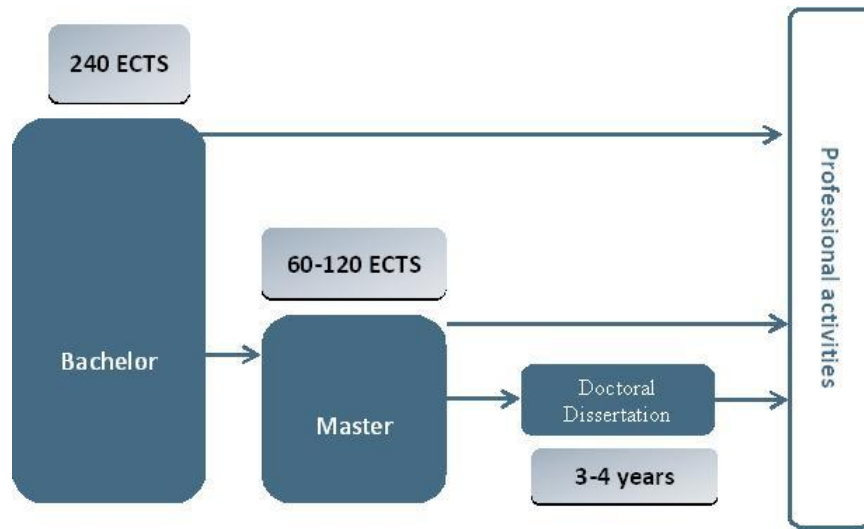 240 ECTS
Professional activities
60-120 ECTS
Bachelor
Master
Doctoral
Dissertation
3-4 years